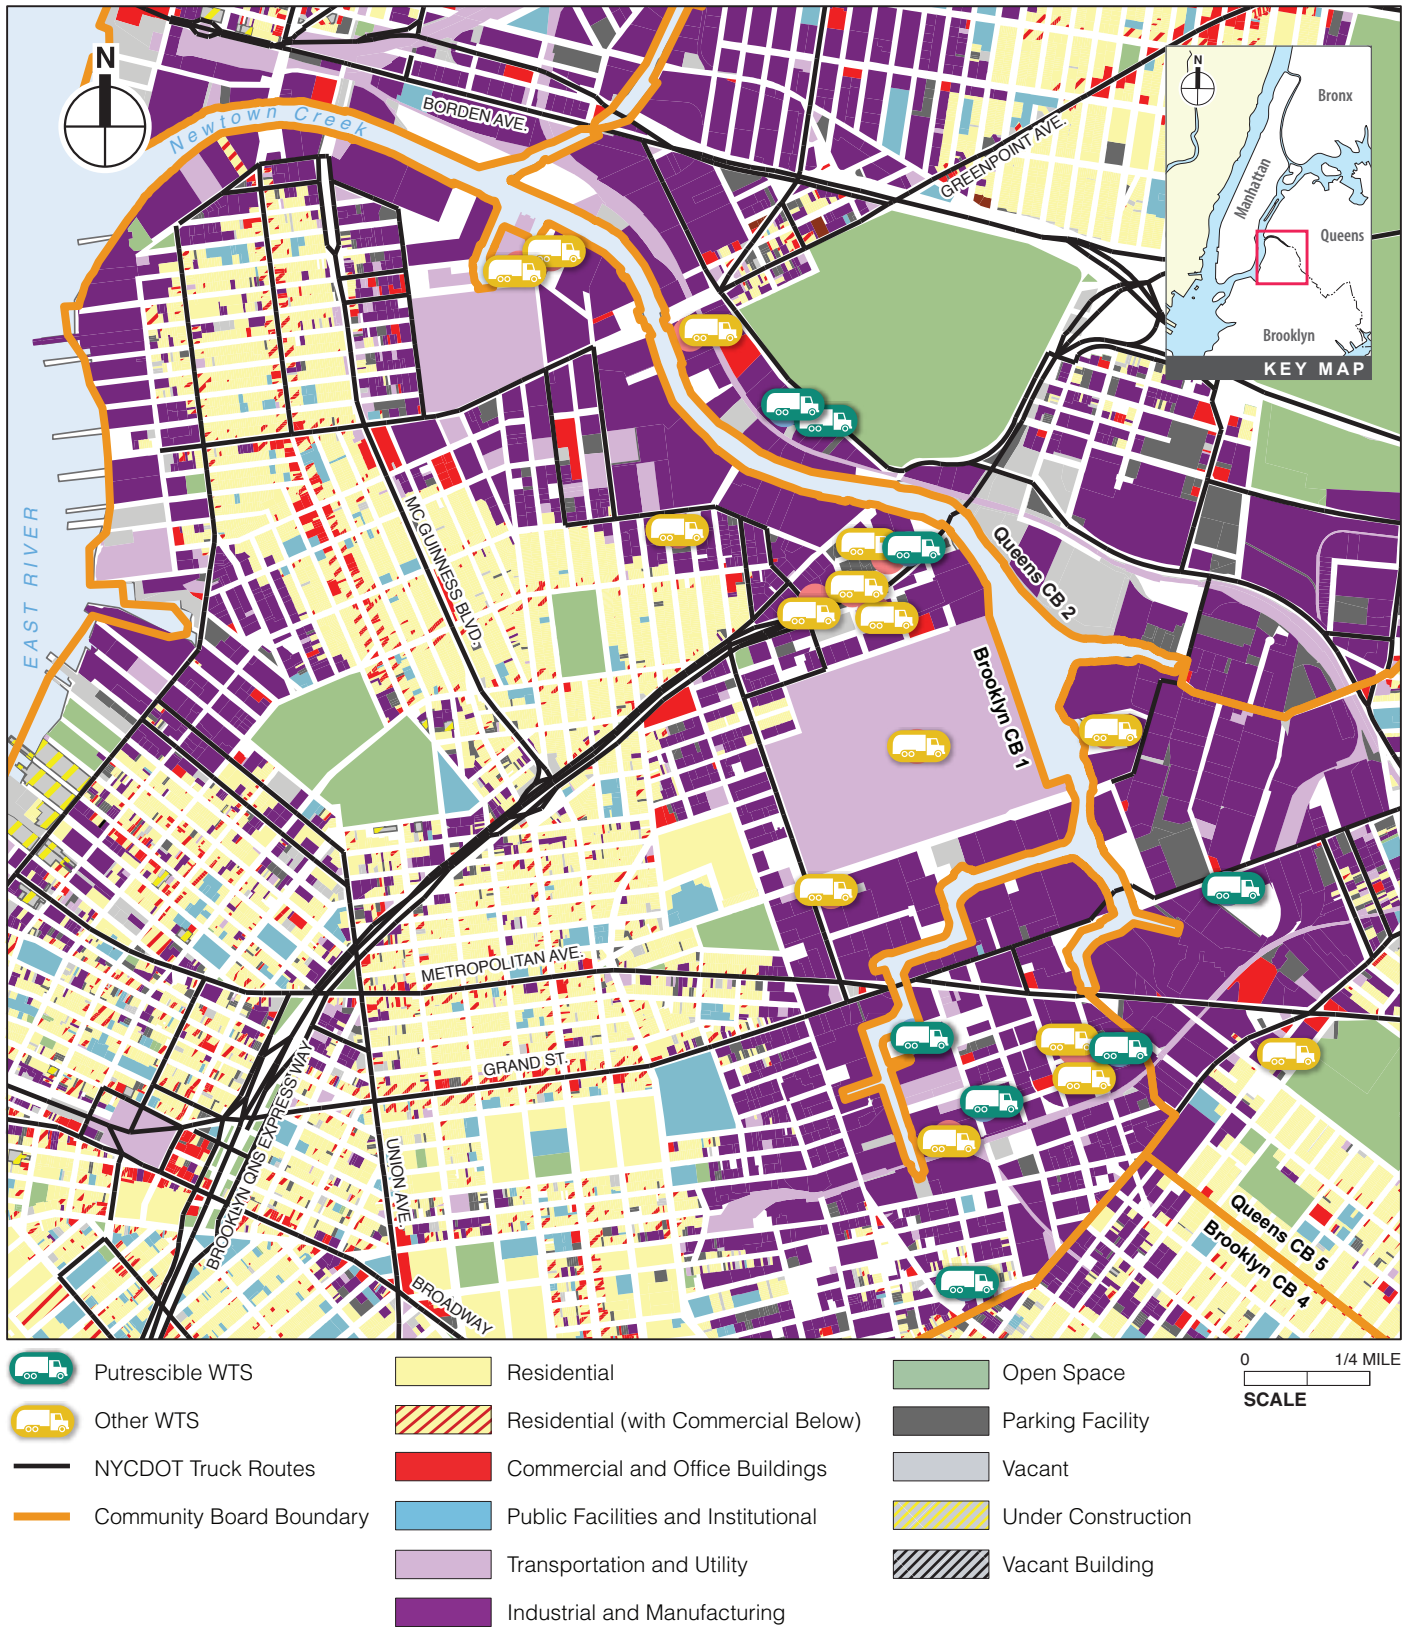 N
Newtown Creek
BORDEN AVE.
GREENPOINT AVE.
N
Bronx
Manhattan
Queens
Brooklyn
KEY MAP
EAST RIVER
MC GUINNESS BLVD.
Queens CB 2
Brooklyn CB 1
METROPOLITAN AVE.
GRAND ST.
BROOKLYN QNS EXPRESS WAY
UNION AVE.
BROADWAY
Queens CB 5
Brooklyn CB 4
Putrescible WTS
Other WTS
NYCDOT Truck Routes
Community Board Boundary
Residential
Residential (with Commercial Below)
Commercial and Office Buildings
Public Facilities and Institutional
Transportation and Utility
Industrial and Manufacturing
Open Space
Parking Facility
Vacant
Under Construction
Vacant Building
0 1/4 MILE
SCALE